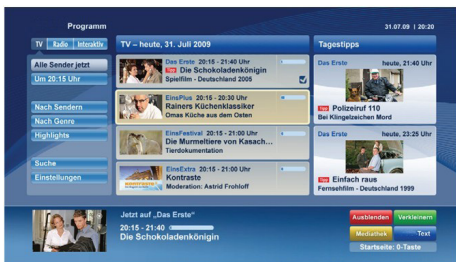 Programm
31.07.09 | 20:20
TV Radio Interaktiv
Alle Sender jetzt
Um 20:15 Uhr
Nach Sendern
Nach Genre
Highlights
Suche
Einstellungen
TV – heute, 31. Juli 2009
Das Erste 20:15 - 21:40 Uhr
Tipp Die Schokoladenkönigin
Spielfilm - Deutschland 2005
EinsPlus 20:15 - 20:30 Uhr
Rainers Küchenklassiker
Omas Küche aus dem Osten
EinsFestival 20:15 - 21:00 Uhr
Die Murmeltiere von Kasach...
Tierdokumentation
EinsExtra 20:15 - 21:00 Uhr
Kontraste
Moderation: Astrid Frohloff
Tagestipps
Das Erste heute, 21:40 Uhr
Tipp Polizeiruf 110
Bei Klingelzeichen Mord
Das Erste heute, 23:25 Uhr
Tipp Einfach raus
Fernsehfilm - Deutschland 1999
Jetzt auf „Das Erste"
20:15 - 21:40
Die Schokoladenkönigin
Ausblenden Verkleinern
Mediathek Text
Startseite: 0-Taste